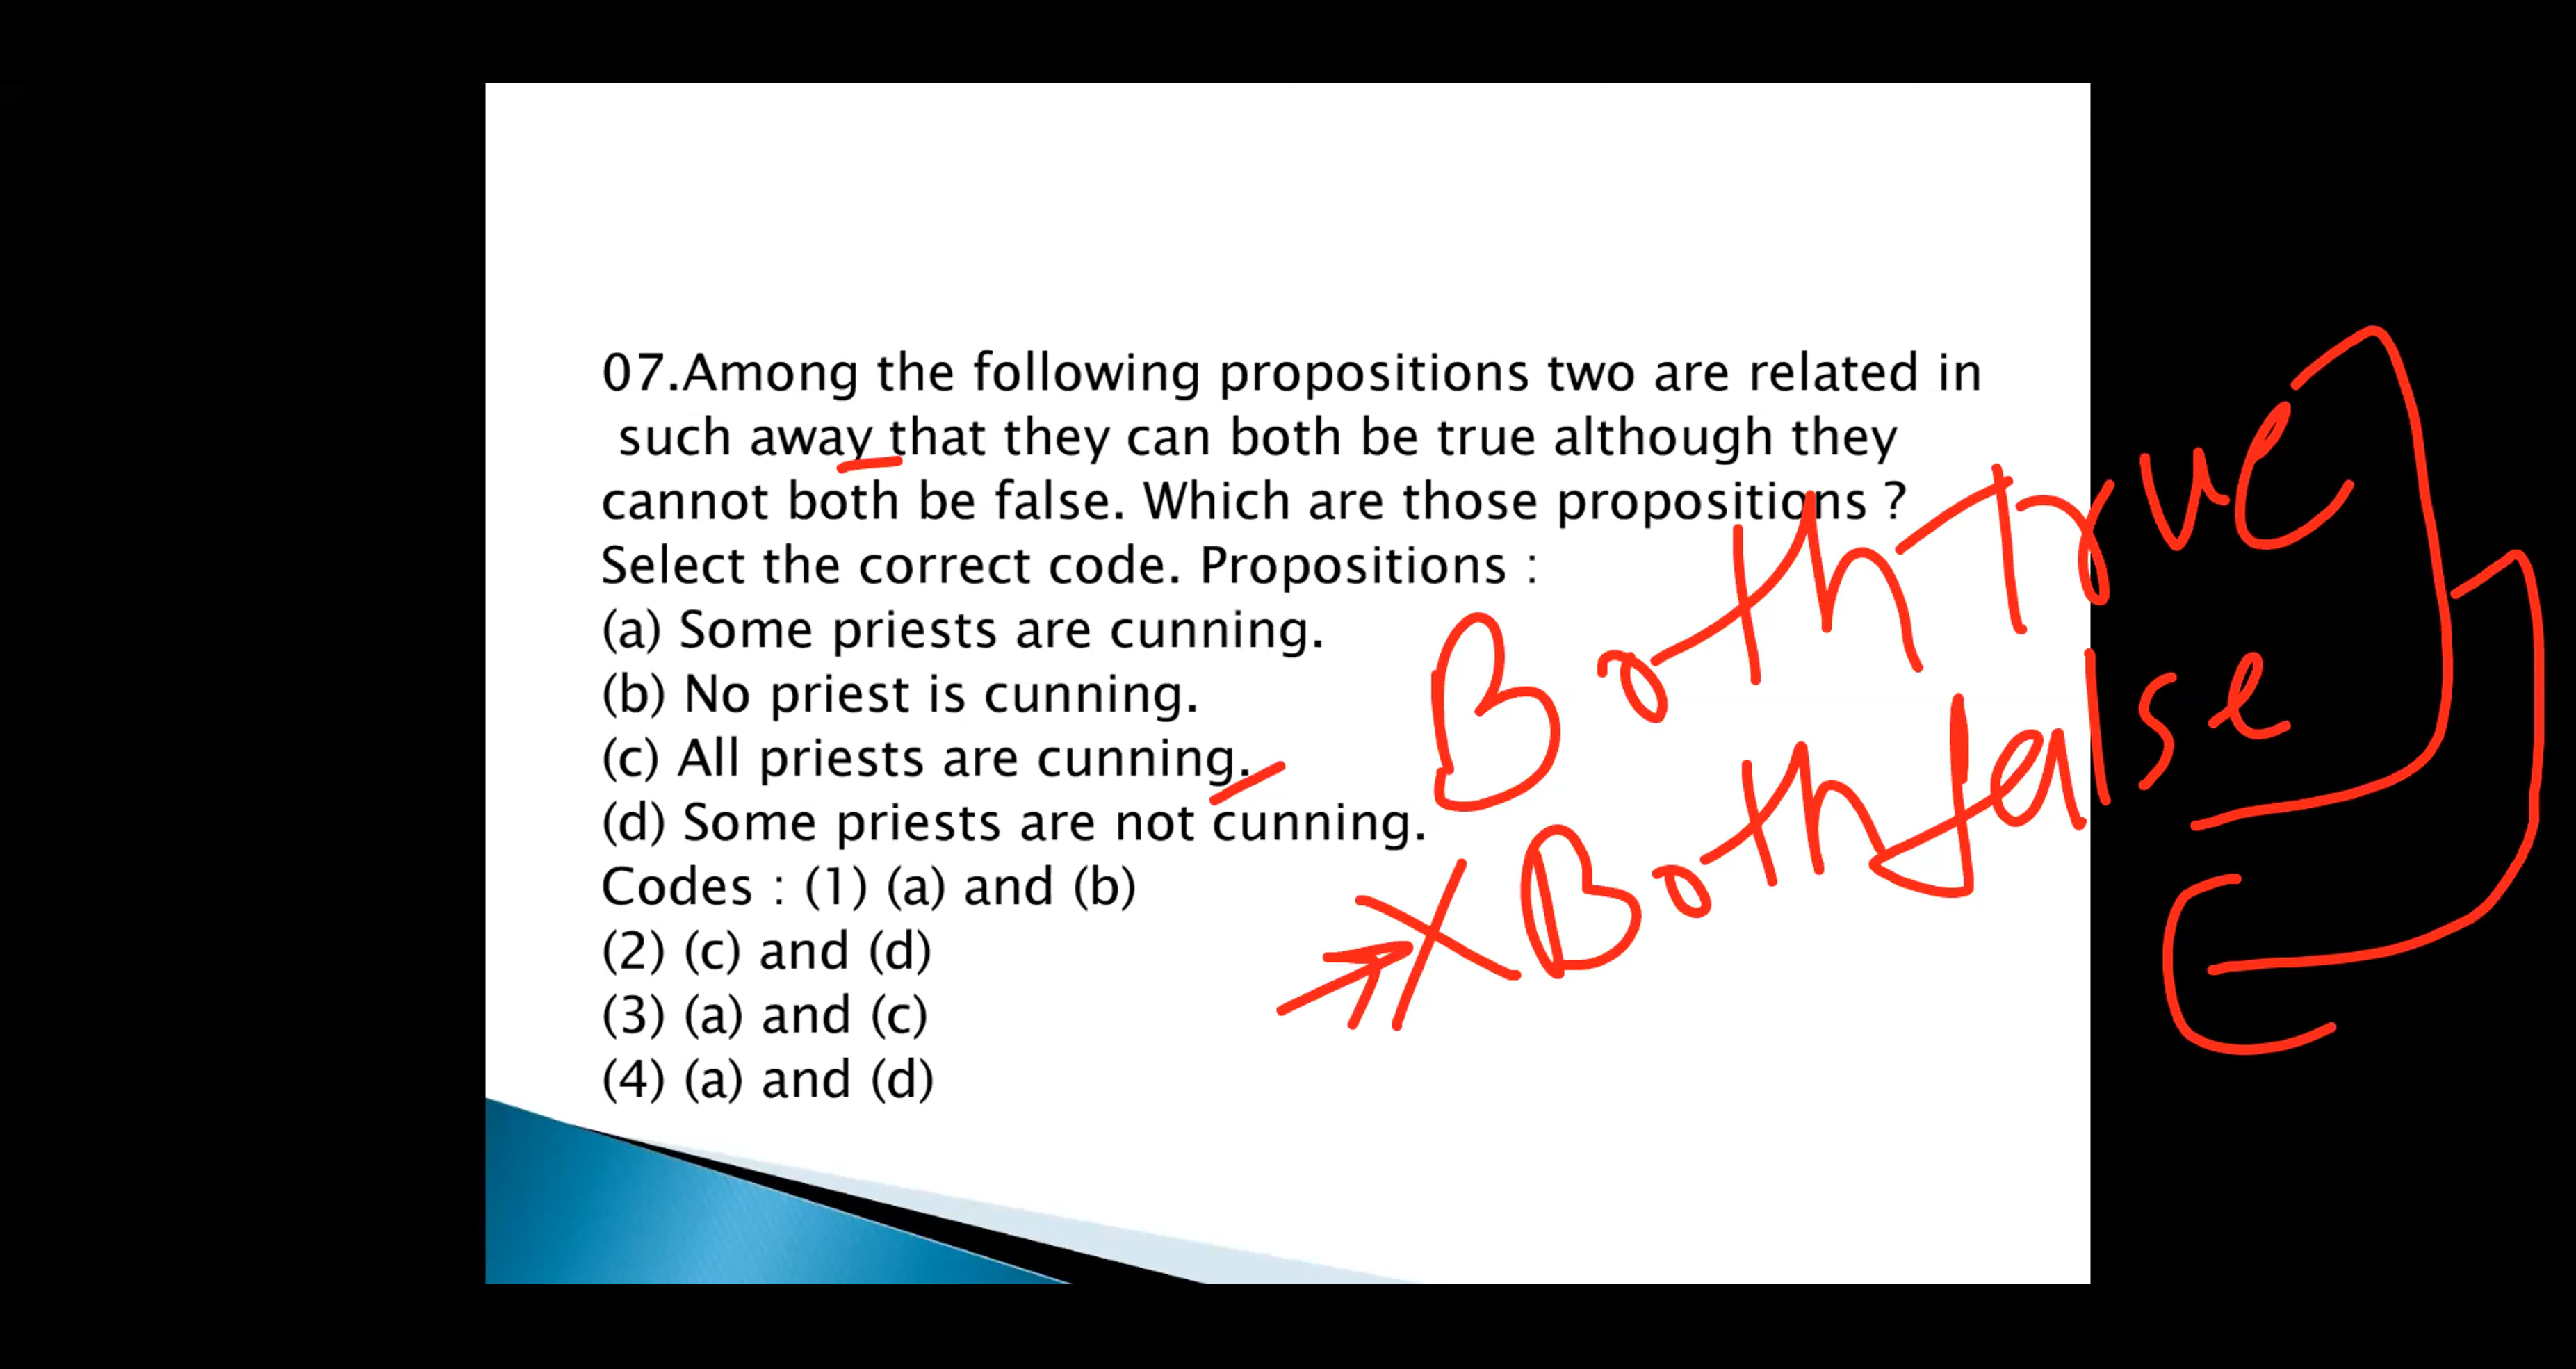 07.Among the following propositions two are related in
such away that they can both be true although they
cannot both be false. Which are those propositions ?
Select the correct code. Propositions :
(a) Some priests are cunning.
(b) No priest is cunning.
(c) All priests are cunning.
(d) Some priests are not cunning.
Codes : (1) (a) and (b)
(2) (c) and (d)
(3) (a) and (c)
(4) (a) and (d)
Both true
Both false